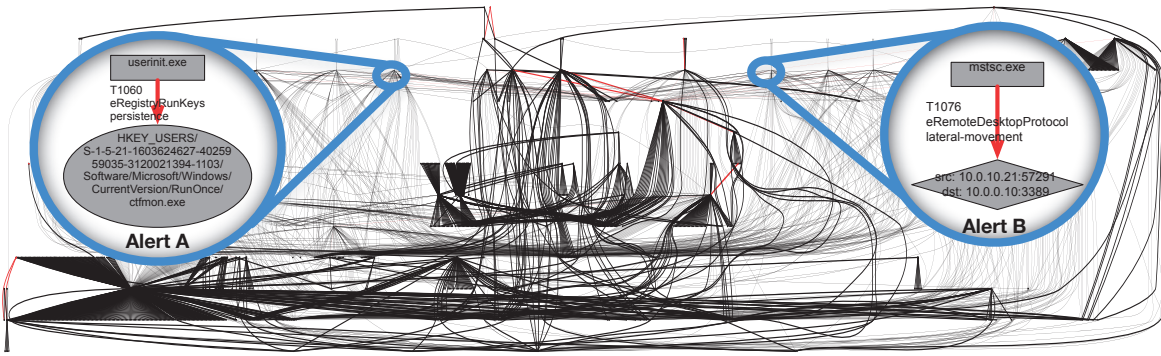 userinit.exe
T1060
eRegistryRunKeys
persistence
HKEY_USERS/
S-1-5-21-1603624627-40259
59035-3120021394-1103/
Software/Microsoft/Windows/
CurrentVersion/RunOnce/
ctfmon.exe
Alert A
mstsc.exe
T1076
eRemoteDesktopProtocol
lateral-movement
src: 10.0.10.21:57291
dst: 10.0.0.10:3389
Alert B